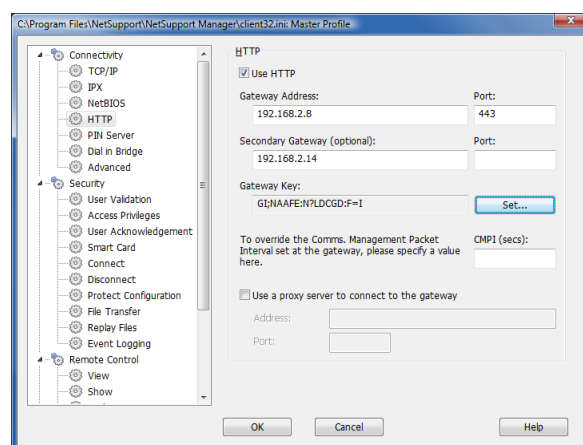 C:\Program Files\NetSupport\NetSupport Manager\client32.ini: Master Profile
Connectivity
TCP/IP
IPX
NetBIOS
HTTP
PIN Server
Dial in Bridge
Advanced
Security
User Validation
Access Privileges
User Acknowledgement
Smart Card
Connect
Disconnect
Protect Configuration
File Transfer
Replay Files
Event Logging
Remote Control
View
Show
HTTP
Use HTTP
Gateway Address: Port:
192.168.2.8 443
Secondary Gateway (optional): Port:
192.168.2.14
Gateway Key:
GI;NAAFE:N?LDCGD:F=I Set...
To override the Comms. Management Packet CMPI (secs):
Interval set at the gateway, please specify a value
here.
Use a proxy server to connect to the gateway
Address:
Port:
OK Cancel Help